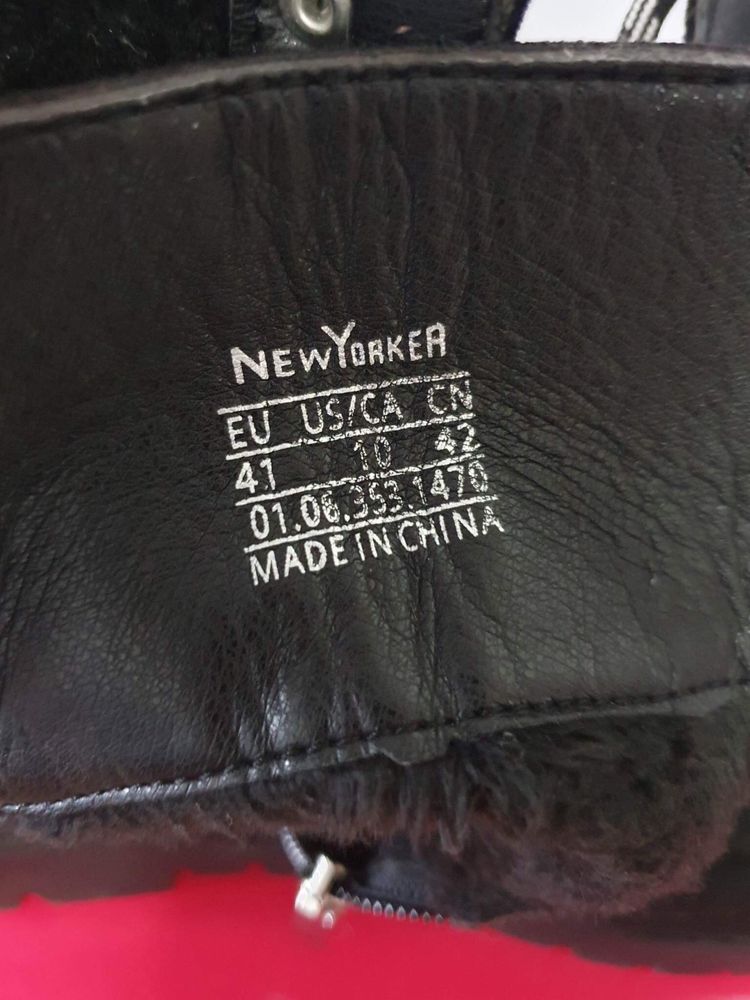 NEWYORKER
EU US/CA CN
41 10 42
01.06.353.1470
MADE IN CHINA